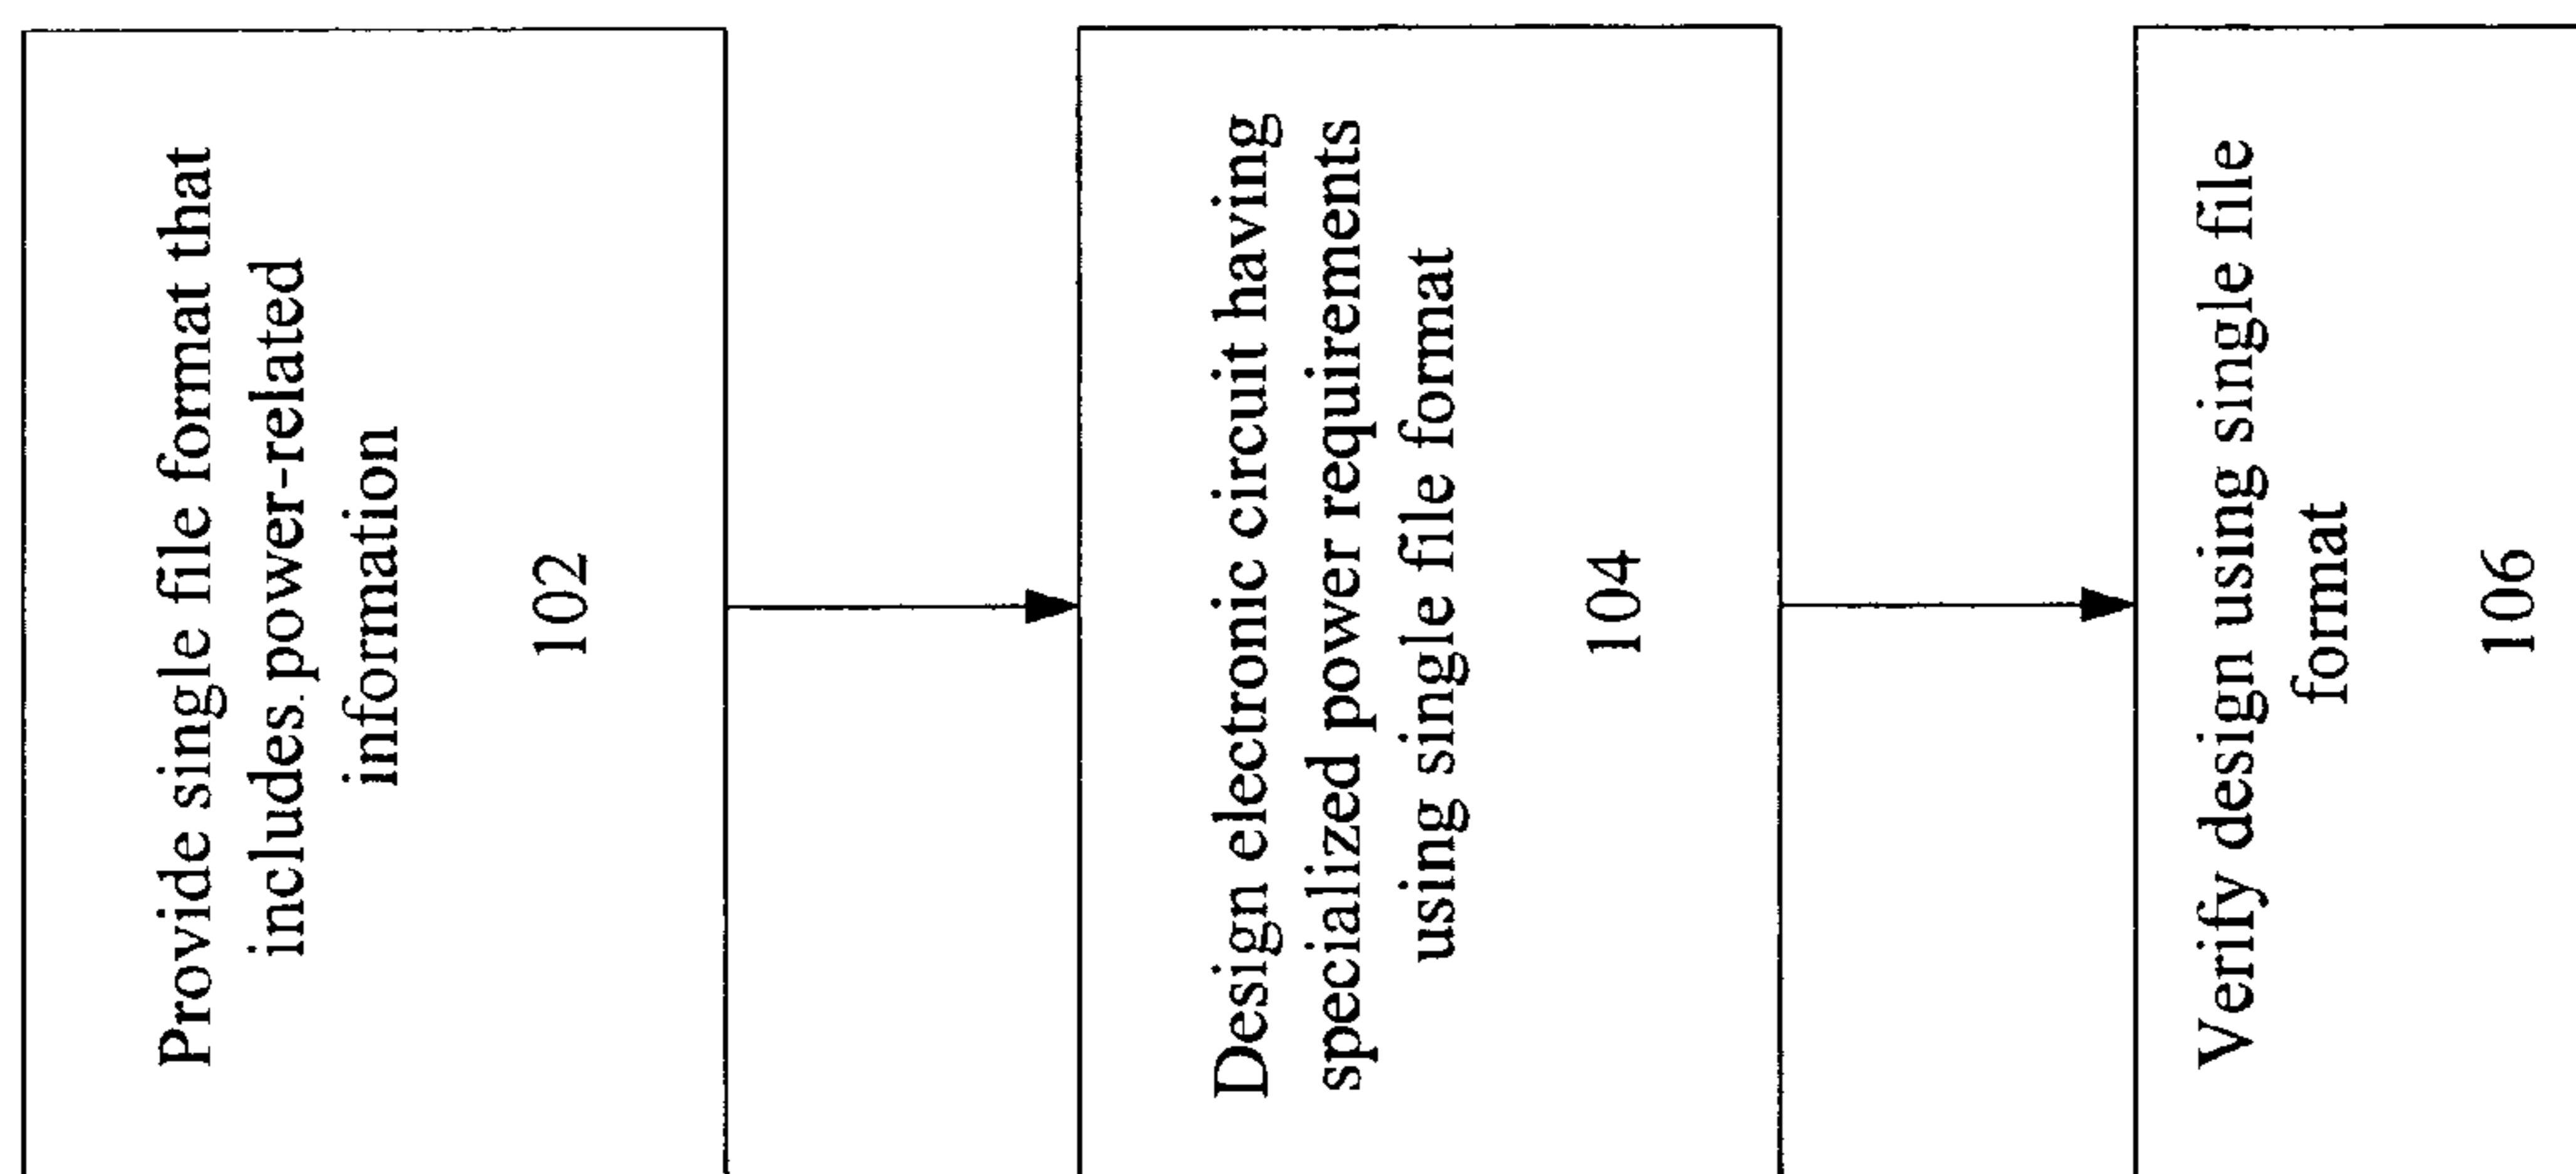 Provide single file format that
includes power-related
information
102
Design electronic circuit having
specialized power requirements
using single file format
104
Verify design using single file
format
106